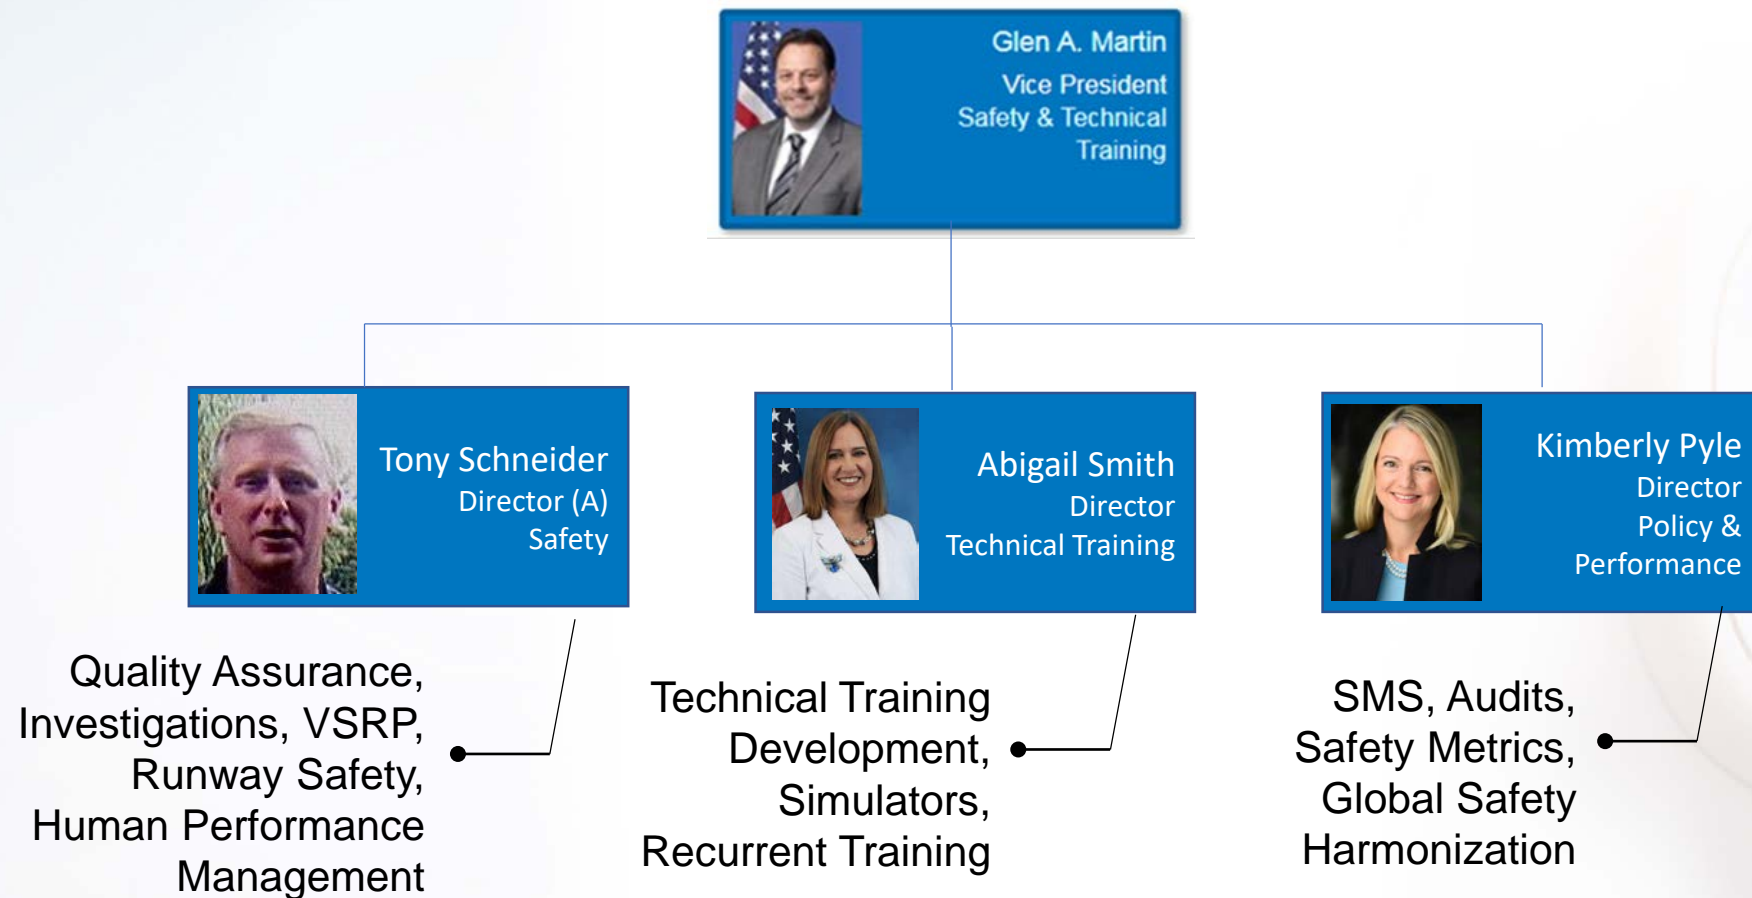 Glen A. Martin
Vice President
Safety & Technical
Training
Tony Schneider
Director (A)
Safety
Abigail Smith
Director
Technical Training
Kimberly Pyle
Director
Policy &
Performance
Quality Assurance,
Investigations, VSRP,
Runway Safety,
Human Performance
Management
Technical Training
Development,
Simulators,
Recurrent Training
SMS, Audits,
Safety Metrics,
Global Safety
Harmonization